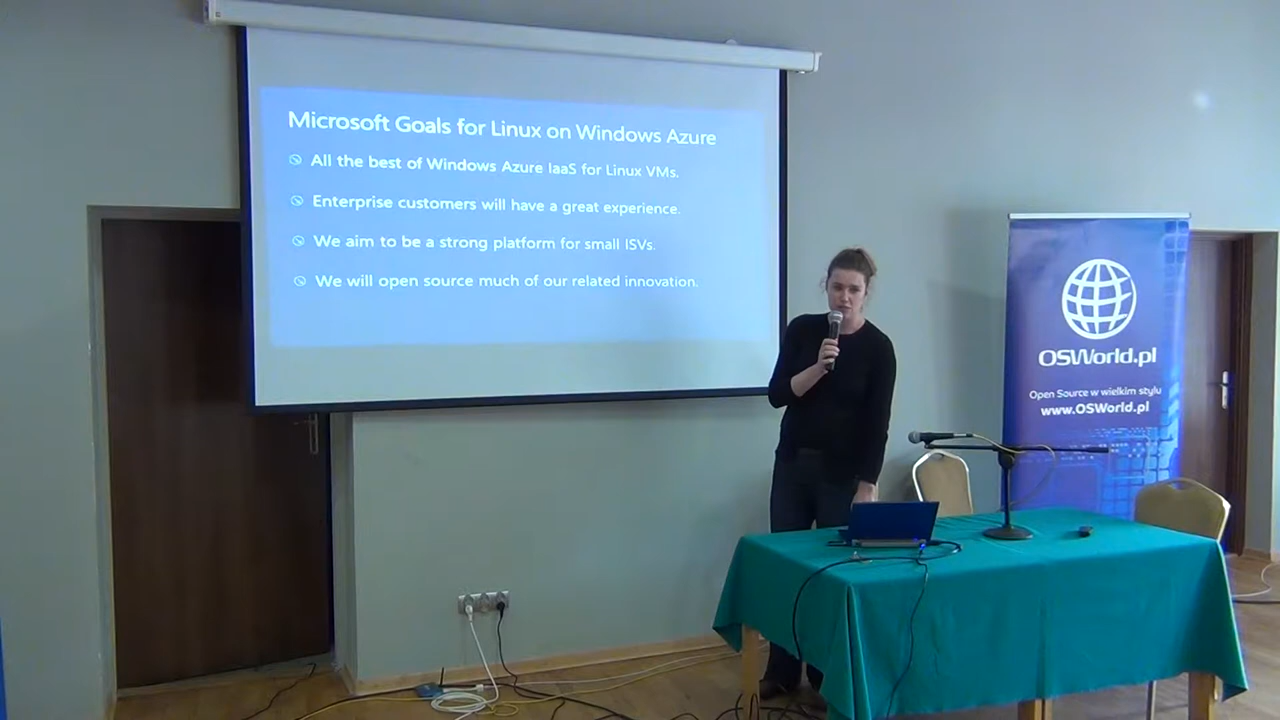 Microsoft Goals for Linux on Windows Azure
All the best of Windows Azure IaaS for Linux VMs.
Enterprise customers will have a great experience.
We aim to be a strong platform for small ISVs.
We will open source much of our related innovation.
OSWorld.pl
Open Source w wielkim stylu
www.OSWorld.pl